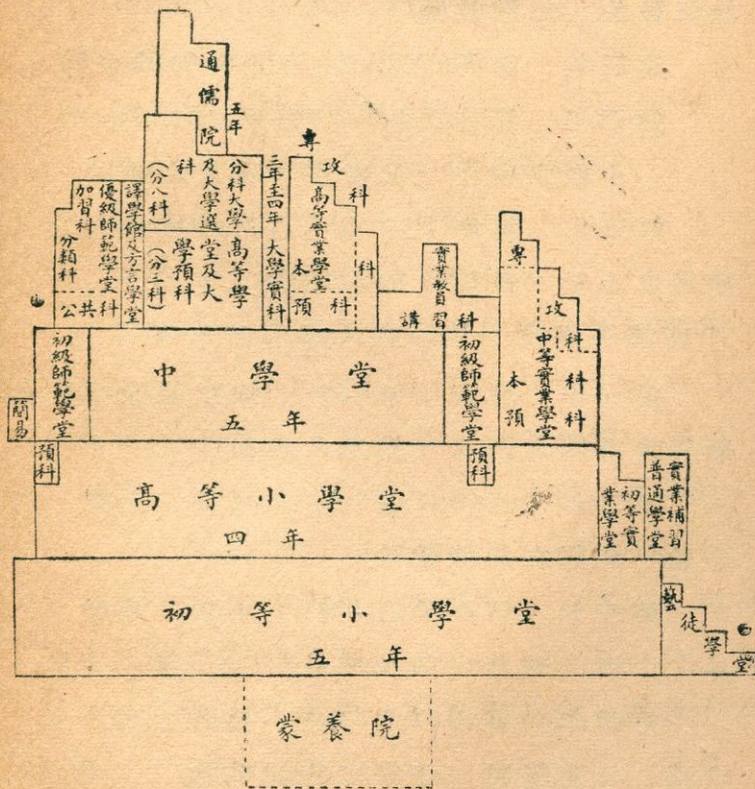 通儒院
五年
分科大學
及大學選
科
(分八科)
三年至四年
大學實科
高等學
堂及大
學預科
(分三科)
譯學館及方言學堂
優級師範學堂
加習科
分類科
公共科
專攻科
高等實業學堂
本科
預科
實業教員
講習科
專攻科
中等實業學堂
本科
預科
初級師範學堂
簡易
預科
中學堂
五年
初級師範學堂
預科
高等小學堂
四年
初等實
業學堂
實業補習
普通學堂
初等小學堂
五年
藝徒學堂
蒙養院